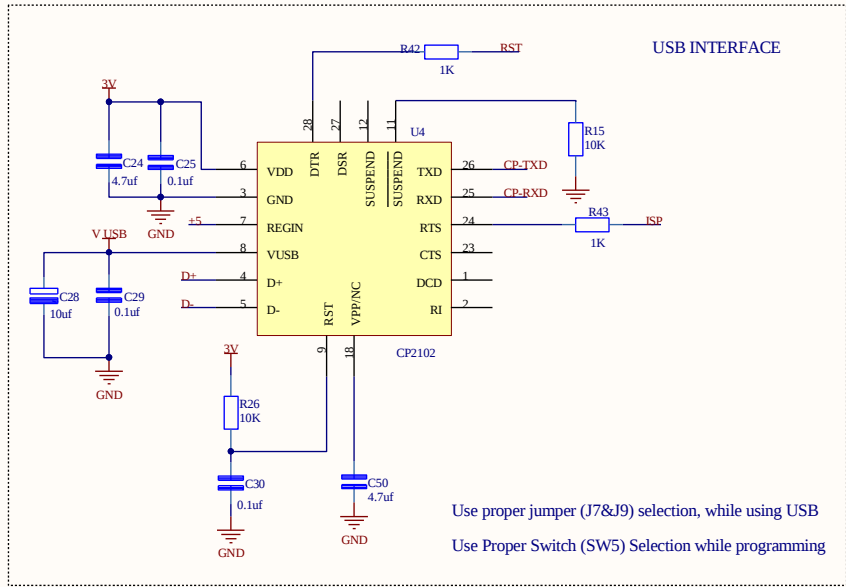 USB INTERFACE
R42
RST
1K
3V
28
27
12
11
U4
R15
10K
DTR
DSR
SUSPEND
SUSPEND
C24
4.7uf
C25
0.1uf
6
VDD
TXD
26
CP-TXD
3
GND
RXD
25
CP-RXD
+5
7
REGIN
RTS
24
R43
1K
ISP
GND
V USB
8
VUSB
CTS
23
D+
4
D+
DCD
1
D-
5
D-
RI
2
C28
10uf
C29
0.1uf
GND
RST
VPP/NC
9
18
CP2102
3V
R26
10K
C30
0.1uf
GND
C50
4.7uf
GND
Use proper jumper (J7&J9) selection, while using USB
Use Proper Switch (SW5) Selection while programming